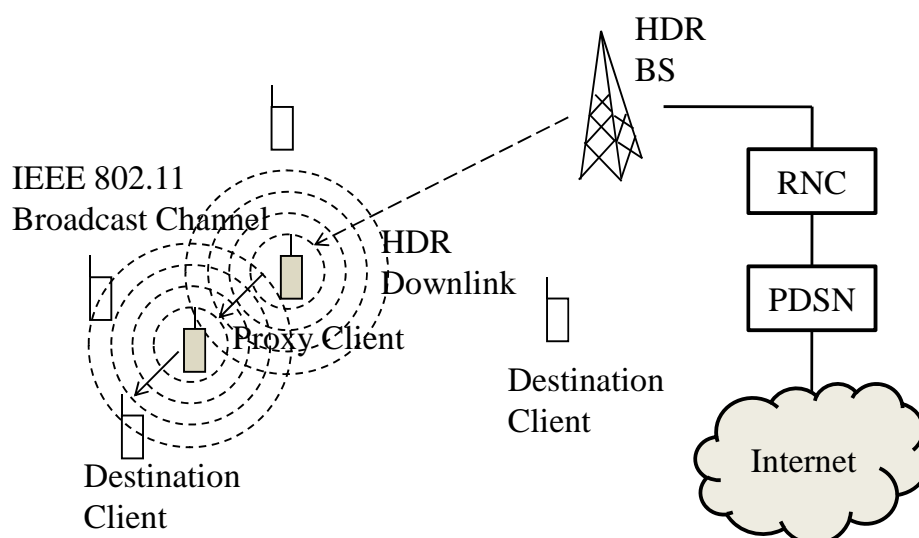 HDR
BS
IEEE 802.11
Broadcast Channel
RNC
HDR
Downlink
PDSN
Proxy Client
Destination
Client
Internet
Destination
Client